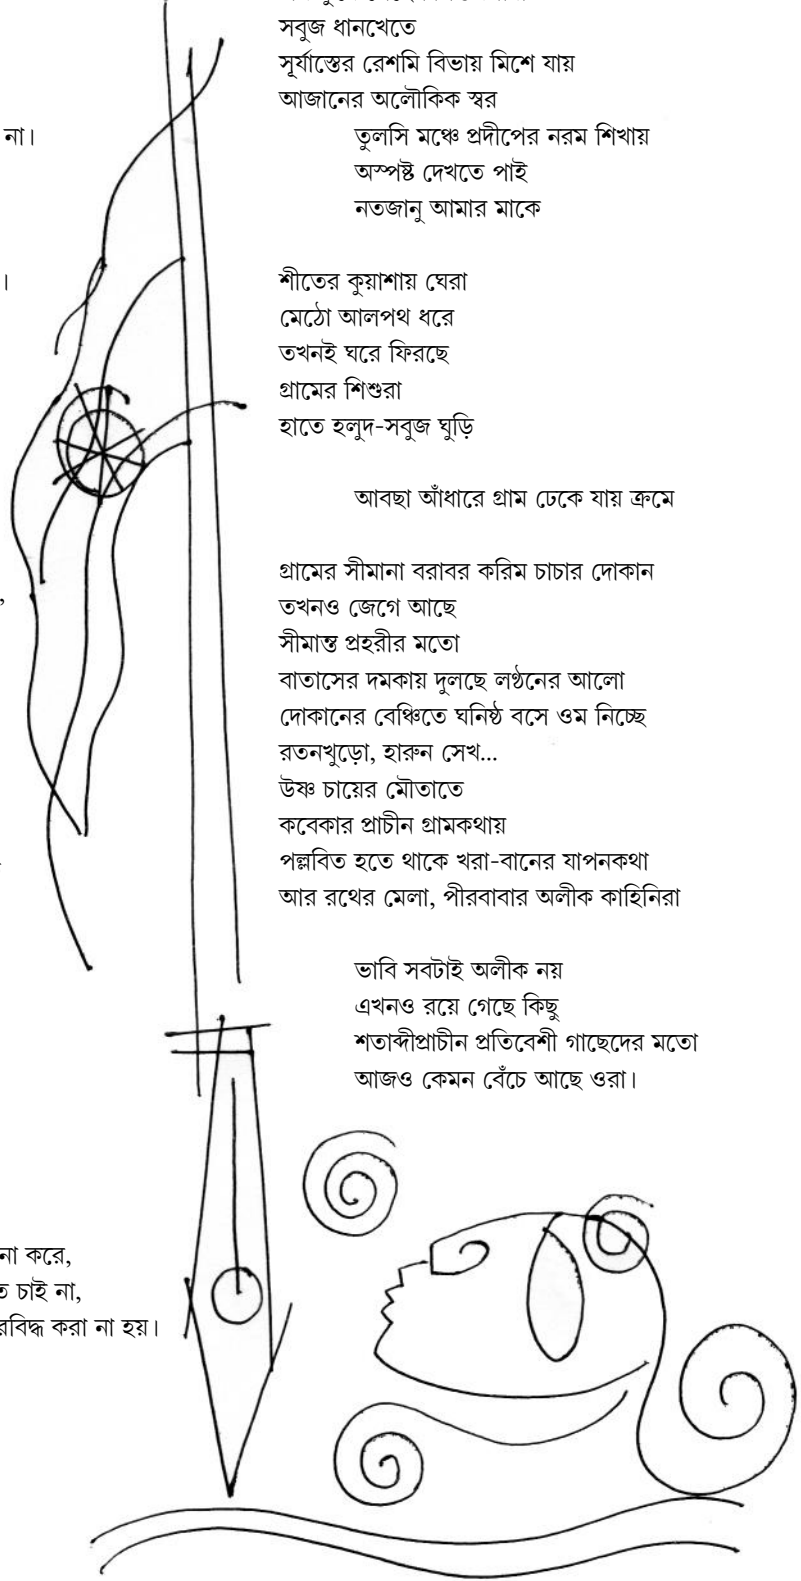 না।
।
,
না করে,
ত চাই না,
রবিদ্ধ করা না হয়।
সবুজ ধানখেতে
সূর্যাস্তের রেশমি বিভায় মিশে যায়
আজানের অলৌকিক স্বর
তুলসি মঞ্চে প্রদীপের নরম শিখায়
অস্পষ্ট দেখতে পাই
নতজানু আমার মাকে
শীতের কুয়াশায় ঘেরা
মেঠো আলপথ ধরে
তখনই ঘরে ফিরছে
গ্রামের শিশুরা
হাতে হলুদ-সবুজ ঘুড়ি
আবছা আঁধারে গ্রাম ঢেকে যায় ক্রমে
গ্রামের সীমানা বরাবর করিম চাচার দোকান
তখনও জেগে আছে
সীমান্ত প্রহরীর মতো
বাতাসের দমকায় দুলছে লণ্ঠনের আলো
দোকানের বেঞ্চিতে ঘনিষ্ঠ বসে ওম নিচ্ছে
রতনখুড়ো, হারুন সেখ...
উষ্ণ চায়ের মৌতাতে
কবেকার প্রাচীন গ্রামকথায়
পল্লবিত হতে থাকে খরা-বানের যাপনকথা
আর রথের মেলা, পীরবাবার অলীক কাহিনিরা
ভাবি সবটাই অলীক নয়
এখনও রয়ে গেছে কিছু
শতাব্দীপ্রাচীন প্রতিবেশী গাছেদের মতো
আজও কেমন বেঁচে আছে ওরা।